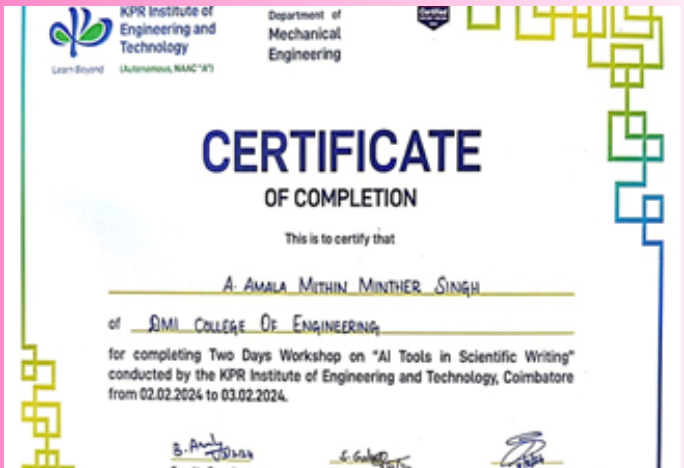 KPR Institute of
Engineering and
Technology
Learn Beyond
(Autonomous, NAAC "A")
Department of
Mechanical
Engineering
Certified
CERTIFICATE
OF COMPLETION
This is to certify that
A. AMALA MITHIN MINTHER SINGH
of DMI COLLEGE OF ENGINEERING
for completing Two Days Workshop on "AI Tools in Scientific Writing"
conducted by the KPR Institute of Engineering and Technology, Coimbatore
from 02.02.2024 to 03.02.2024.